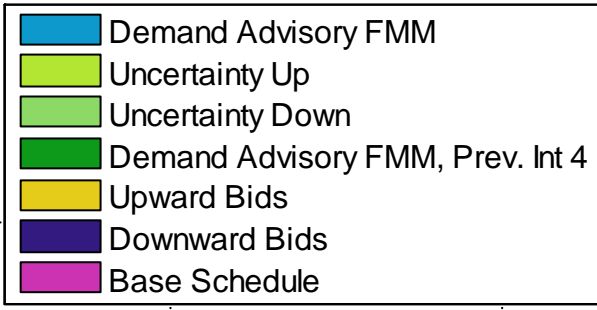 Demand Advisory FMM
Uncertainty Up
Uncertainty Down
Demand Advisory FMM, Prev. Int 4
Upward Bids
Downward Bids
Base Schedule